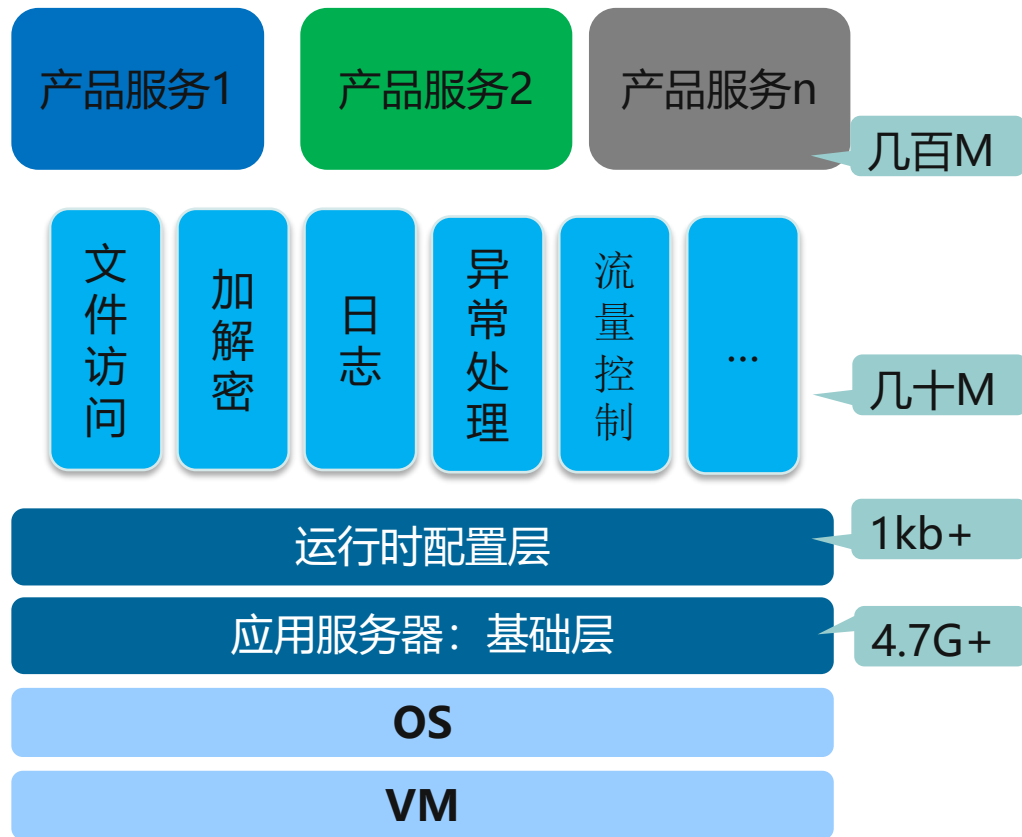 产品服务1
产品服务2
产品服务n
几百M
文件访问
加解密
日志
异常处理
流量控制
...
几十M
运行时配置层
1kb+
应用服务器：基础层
4.7G+
OS
VM